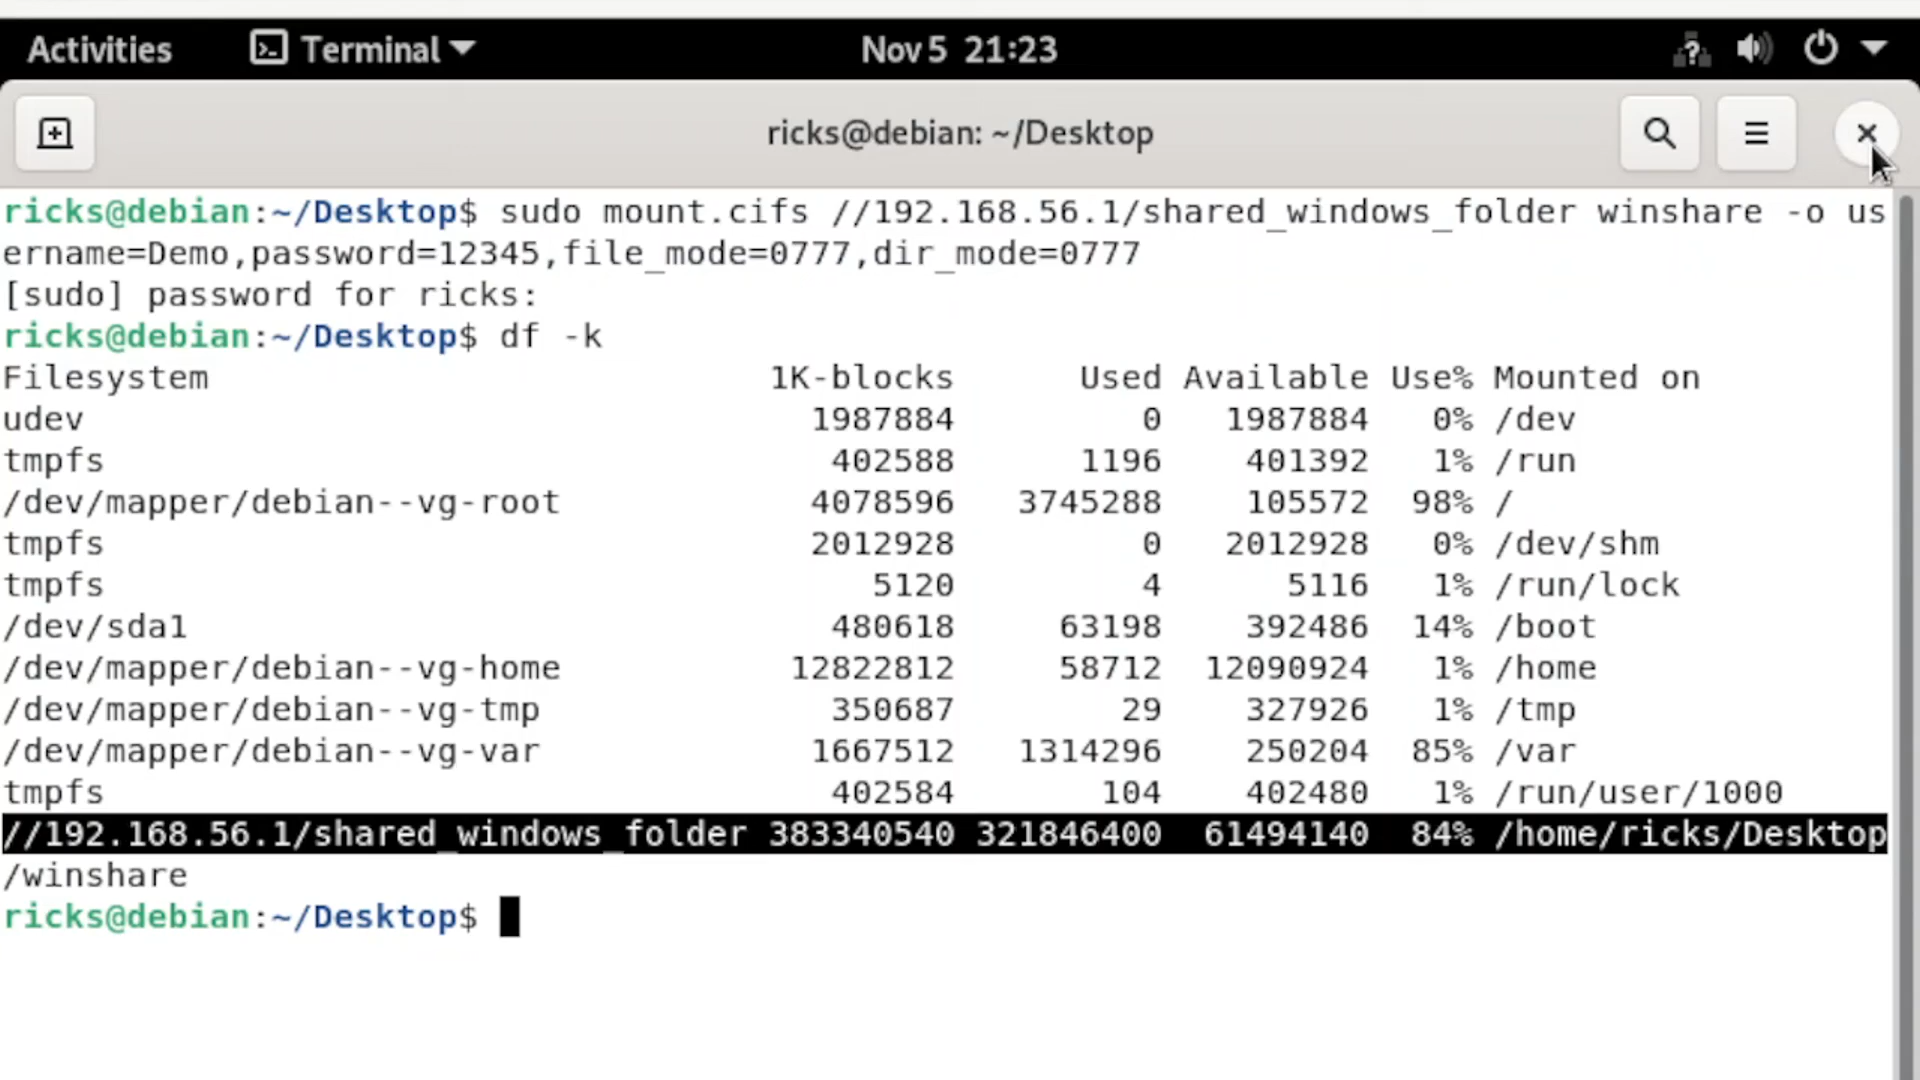 Activities Terminal Nov 5 21:23
ricks@debian: ~/Desktop
ricks@debian:~/Desktop$ sudo mount.cifs //192.168.56.1/shared_windows_folder winshare -o us
ername=Demo,password=12345,file_mode=0777,dir_mode=0777
[sudo] password for ricks:
ricks@debian:~/Desktop$ df -k
Filesystem 1K-blocks Used Available Use% Mounted on
udev 1987884 0 1987884 0% /dev
tmpfs 402588 1196 401392 1% /run
/dev/mapper/debian--vg-root 4078596 3745288 105572 98% /
tmpfs 2012928 0 2012928 0% /dev/shm
tmpfs 5120 4 5116 1% /run/lock
/dev/sda1 480618 63198 392486 14% /boot
/dev/mapper/debian--vg-home 12822812 58712 12090924 1% /home
/dev/mapper/debian--vg-tmp 350687 29 327926 1% /tmp
/dev/mapper/debian--vg-var 1667512 1314296 250204 85% /var
tmpfs 402584 104 402480 1% /run/user/1000
//192.168.56.1/shared_windows_folder 383340540 321846400 61494140 84% /home/ricks/Desktop
/winshare
ricks@debian:~/Desktop$